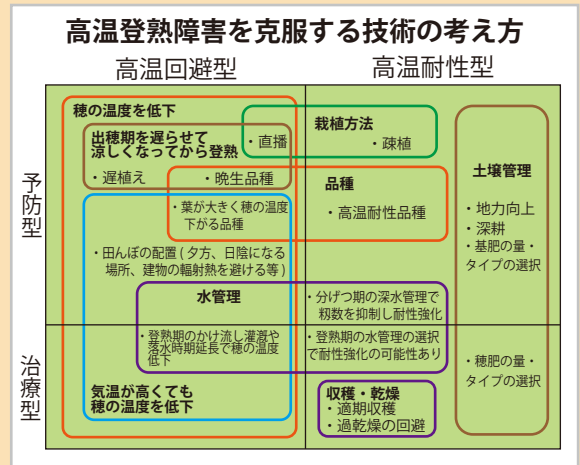 高温登熟障害を克服する技術の考え方
高温回避型
高温耐性型
予防型
治療型
穂の温度を低下
出穂期を遅らせて
涼しくなってから登熟
・直播
・遅植え
・晩生品種
・葉が大きく穂の温度
下がる品種
・田んぼの配置(夕方、日陰になる
場所、建物の輻射熱を避ける等)
水管理
・登熟期のかけ流し灌漑や
落水時期延長で穂の温度
低下
気温が高くても
穂の温度を低下
栽植方法
・疎植
品種
・高温耐性品種
・分げつ期の深水管理で
籾数を抑制し耐性強化
・登熟期の水管理の選択
で耐性強化の可能性あり
収穫・乾燥
・適期収穫
・過乾燥の回避
土壌管理
・地力向上
・深耕
・基肥の量・
タイプの選択
・穂肥の量・
タイプの選択